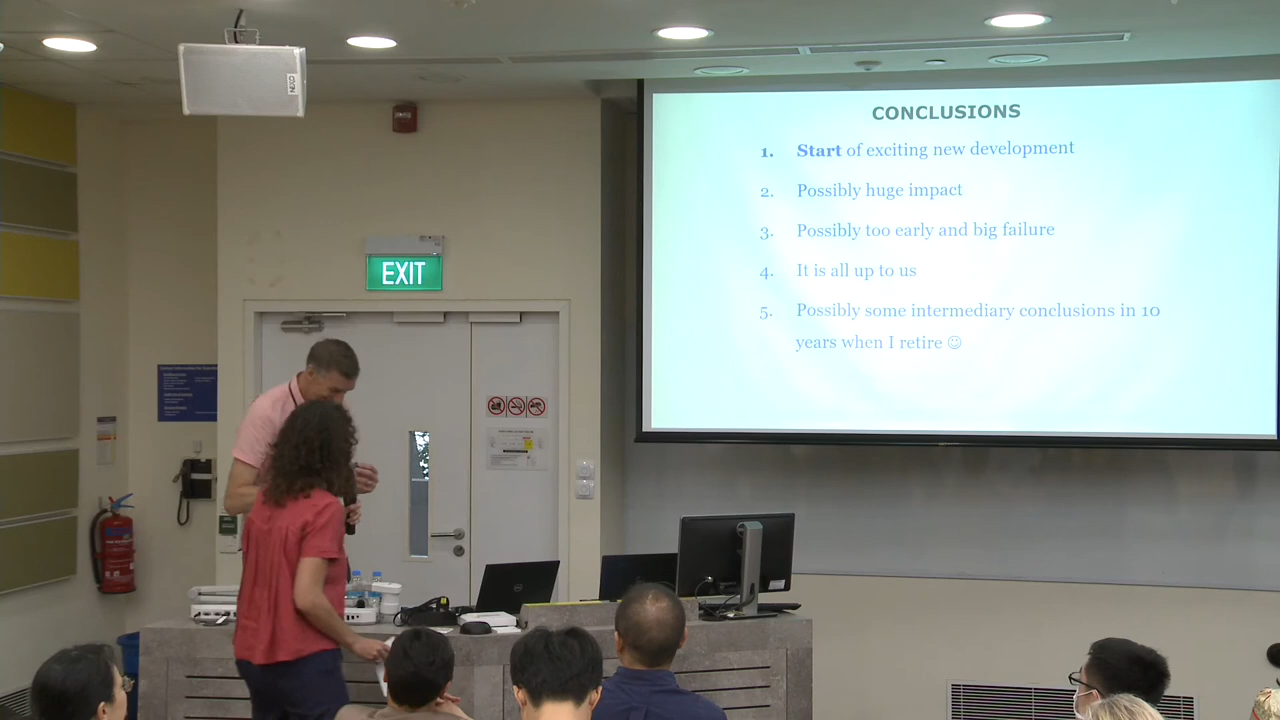 CONCLUSIONS
1. Start of exciting new development
2. Possibly huge impact
3. Possibly too early and big failure
4. It is all up to us
5. Possibly some intermediary conclusions in 10
years when I retire ☺
EXIT